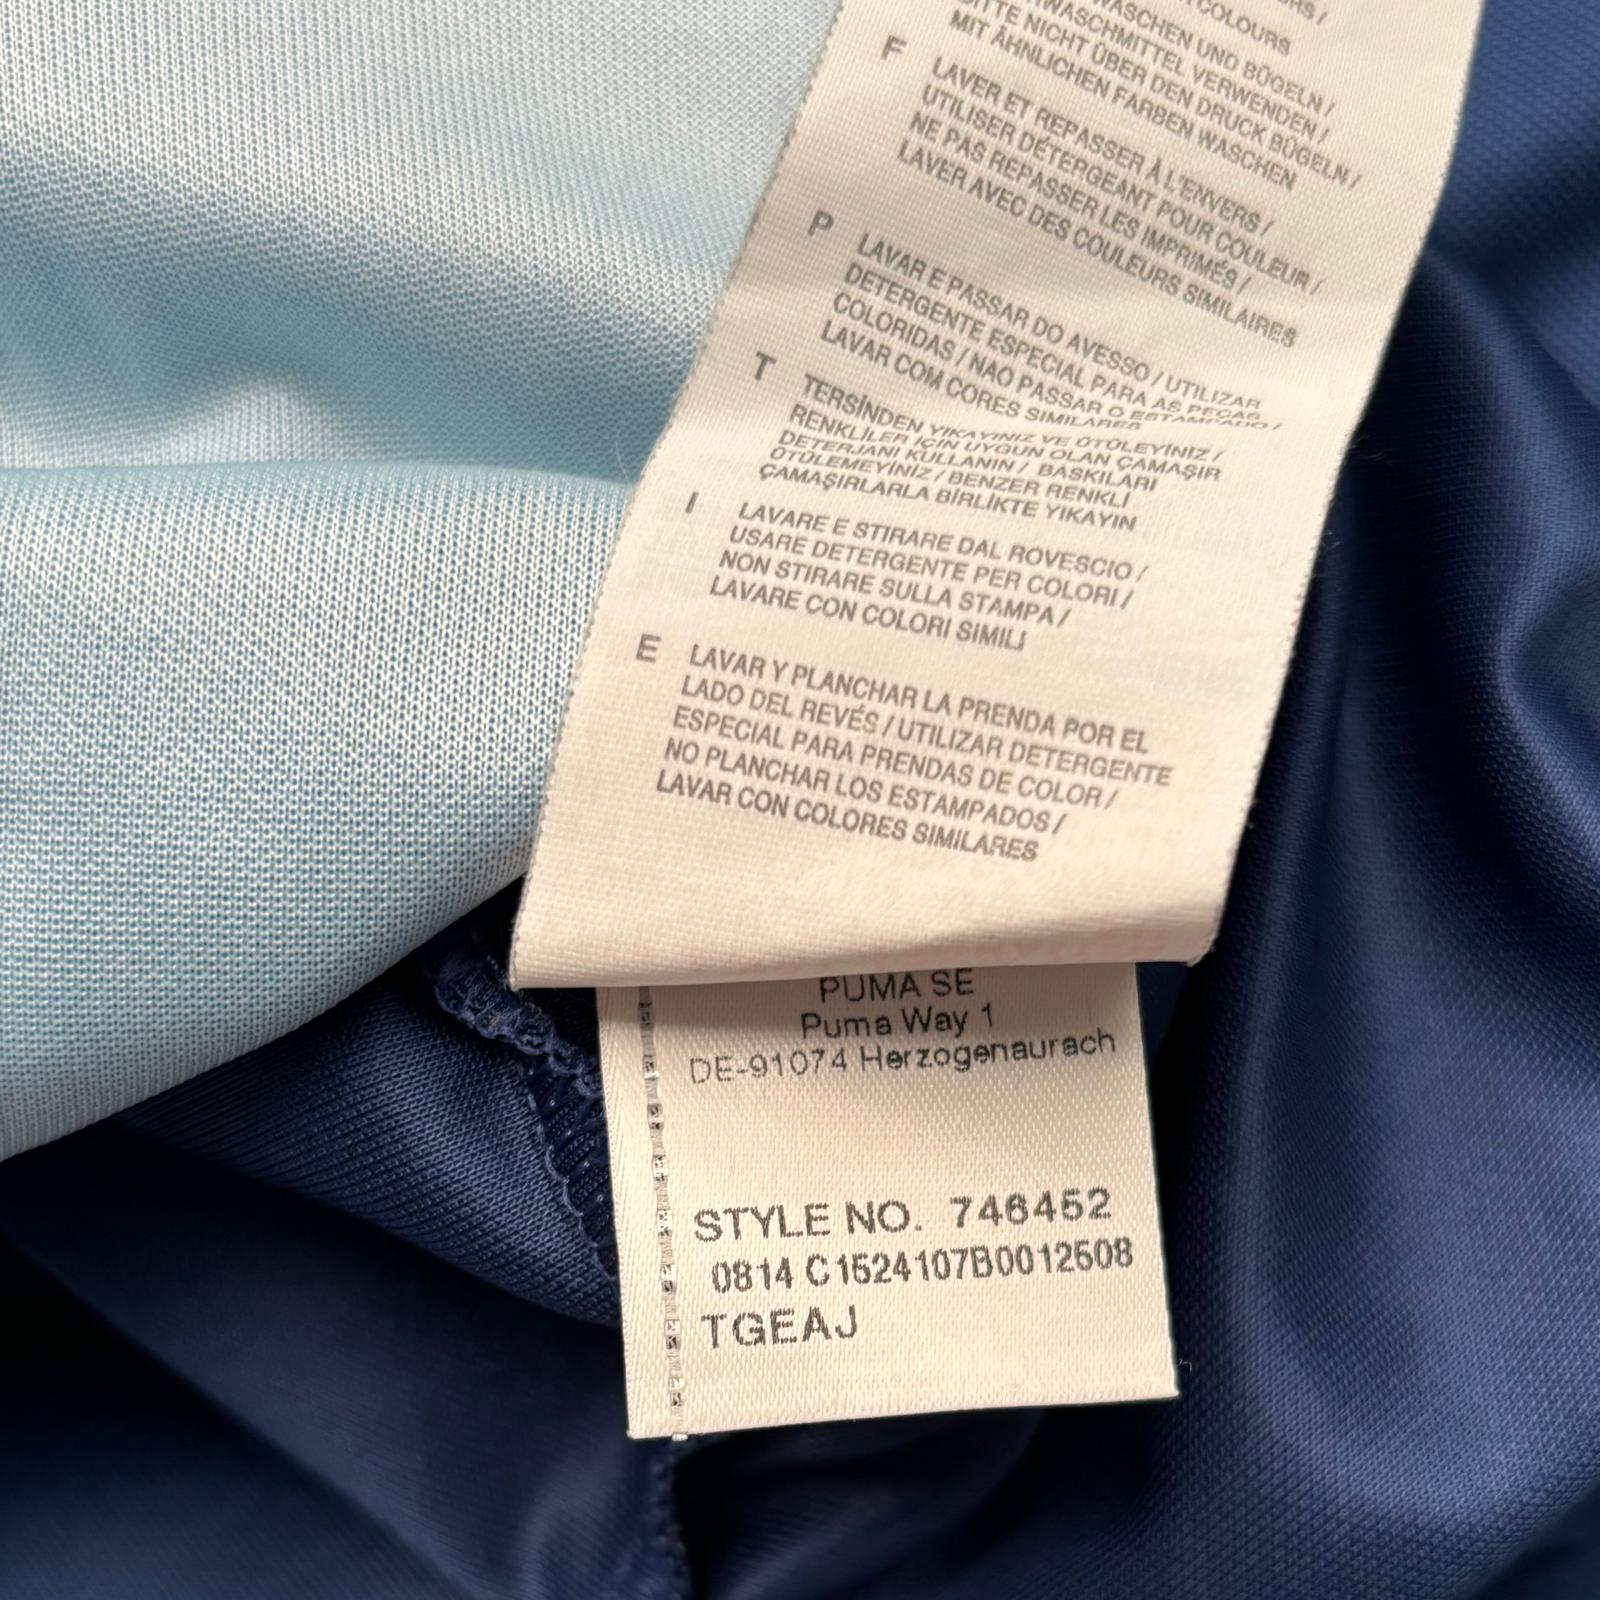 COLOURS
WASCHEN UND BÜGELN /
WASCHMITTEL VERWENDEN /
BITTE NICHT ÜBER DEN DRUCK BÜGELN /
MIT ÄHNLICHEN FARBEN WASCHEN
F LAVER ET REPASSER À L'ENVERS /
UTILISER DÉTERGEANT POUR COULEUR /
NE PAS REPASSER LES IMPRIMÉS /
LAVER AVEC DES COULEURS SIMILAIRES
P LAVAR E PASSAR DO AVESSO / UTILIZAR
DETERGENTE ESPECIAL PARA AS PEÇAS
COLORIDAS / NAO PASSAR O ESTAMPADO /
LAVAR COM CORES SIMILARES
T TERSİNDEN YIKAYINIZ VE ÜTÜLEYİNİZ /
RENKLİLER İÇİN UYGUN OLAN ÇAMAŞIR
DETERJANI KULLANIN / BASKILARI
ÜTÜLEMEYİNİZ / BENZER RENKLİ
ÇAMAŞIRLARLA BİRLİKTE YIKAYIN
I LAVARE E STIRARE DAL ROVESCIO /
USARE DETERGENTE PER COLORI /
NON STIRARE SULLA STAMPA /
LAVARE CON COLORI SIMILI
E LAVAR Y PLANCHAR LA PRENDA POR EL
LADO DEL REVÉS / UTILIZAR DETERGENTE
ESPECIAL PARA PRENDAS DE COLOR /
NO PLANCHAR LOS ESTAMPADOS /
LAVAR CON COLORES SIMILARES
PUMA SE
Puma Way 1
DE-91074 Herzogenaurach
STYLE NO. 746452
0814 C1524107B0012508
TGEAJ